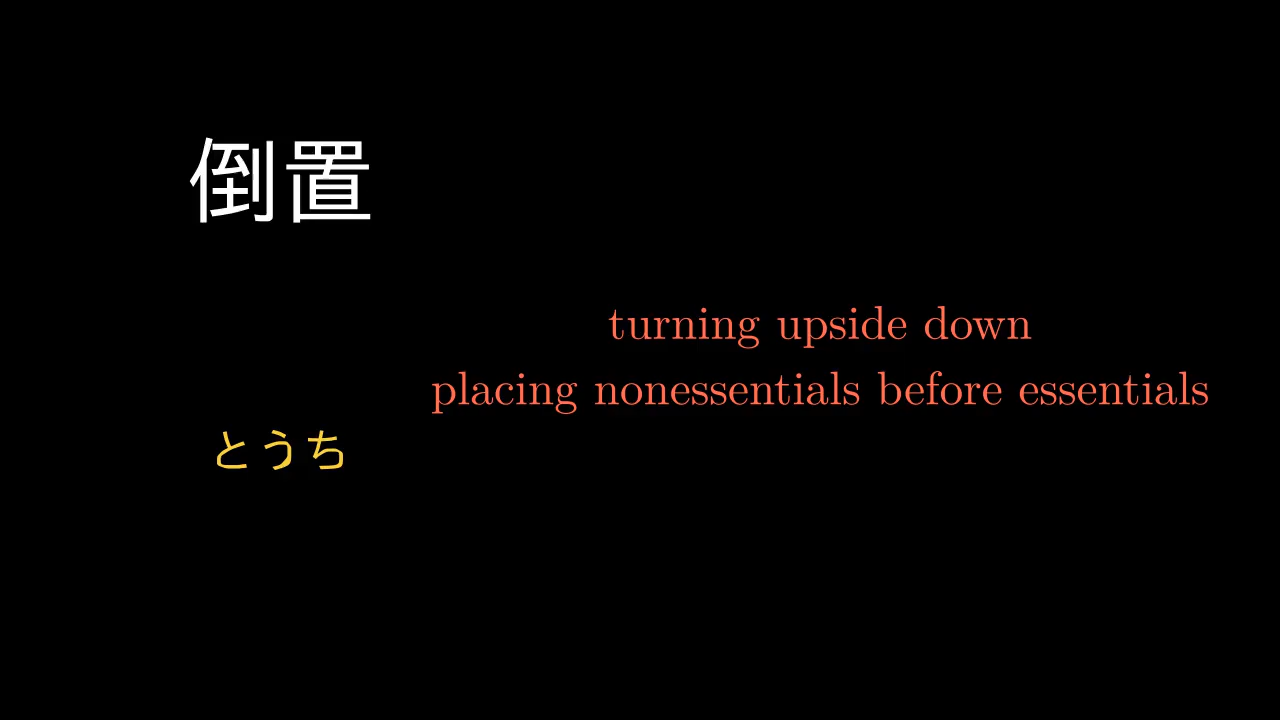 倒置
turning upside down
placing nonessentials before essentials
とうち